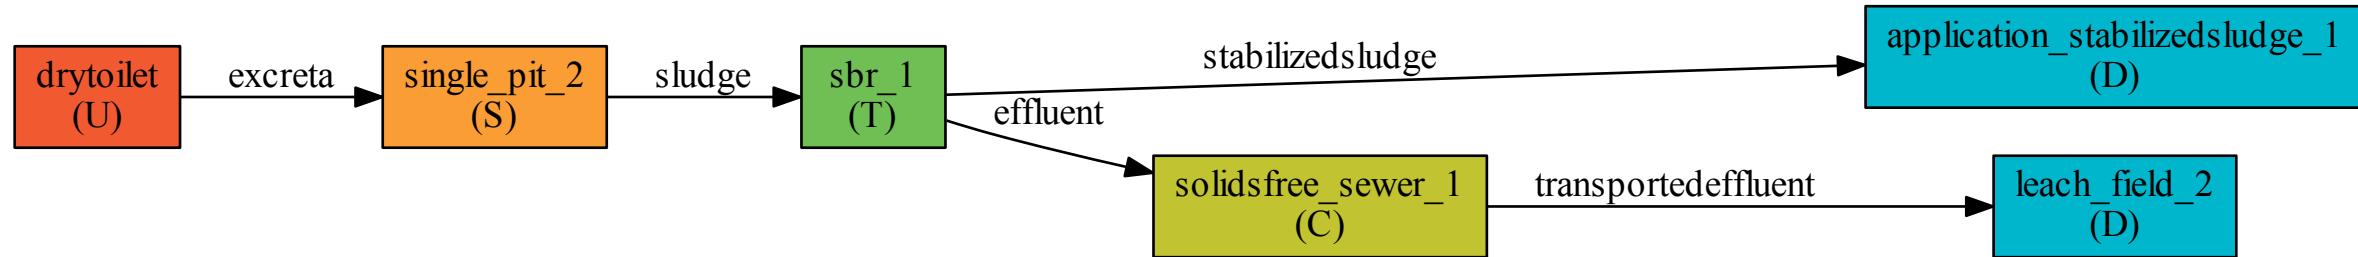 drytoilet
(U)
excreta
single_pit_2
(S)
sludge
sbr_1
(T)
stabilizedsludge
application_stabilizedsludge_1
(D)
effluent
solidsfree_sewer_1
(C)
transportedeffluent
leach_field_2
(D)